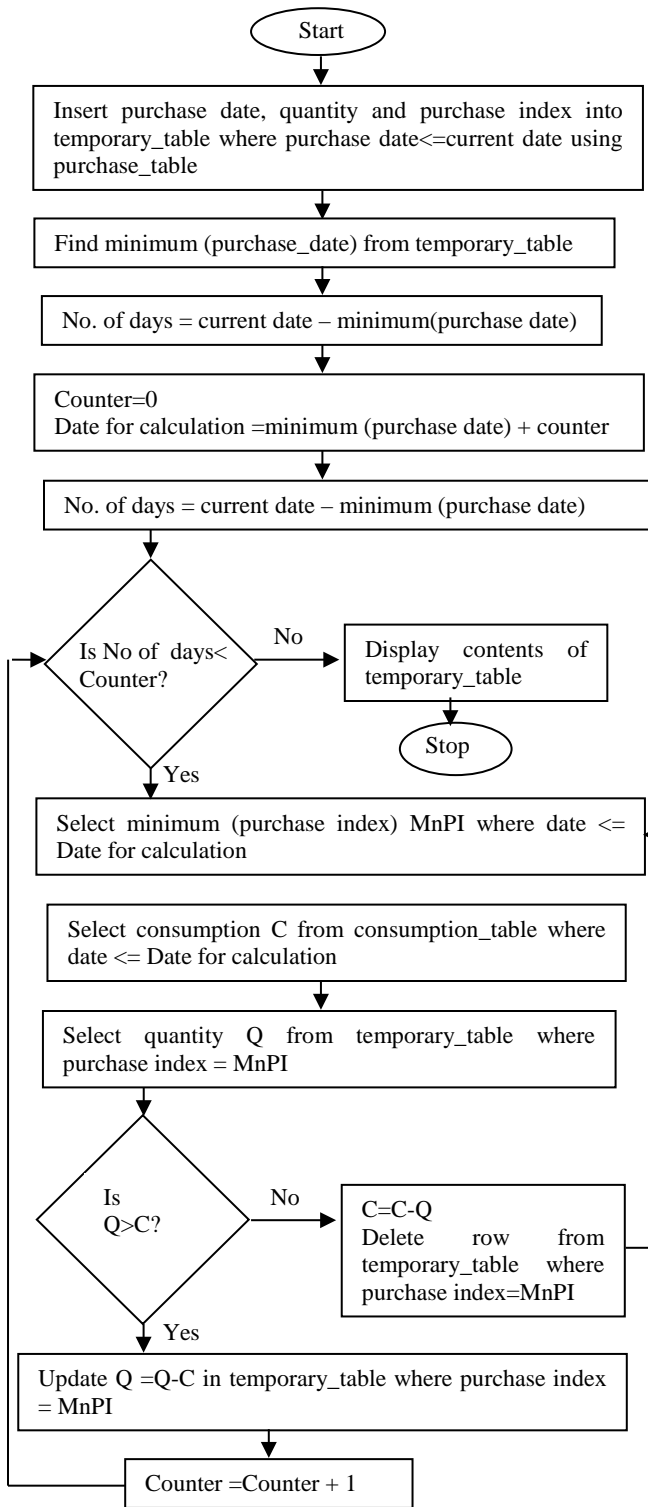 Start
Insert purchase date, quantity and purchase index into
temporary_table where purchase date<=current date using
purchase_table
Find minimum (purchase_date) from temporary_table
No. of days = current date – minimum(purchase date)
Counter=0
Date for calculation =minimum (purchase date) + counter
No. of days = current date – minimum (purchase date)
Is No of days<
Counter?
No
Display contents of
temporary_table
Stop
Yes
Select minimum (purchase index) MnPI where date <=
Date for calculation
Select consumption C from consumption_table where
date <= Date for calculation
Select quantity Q from temporary_table where
purchase index = MnPI
Is
Q>C?
No
C=C-Q
Delete row from
temporary_table where
purchase index=MnPI
Yes
Update Q =Q-C in temporary_table where purchase index
= MnPI
Counter =Counter + 1